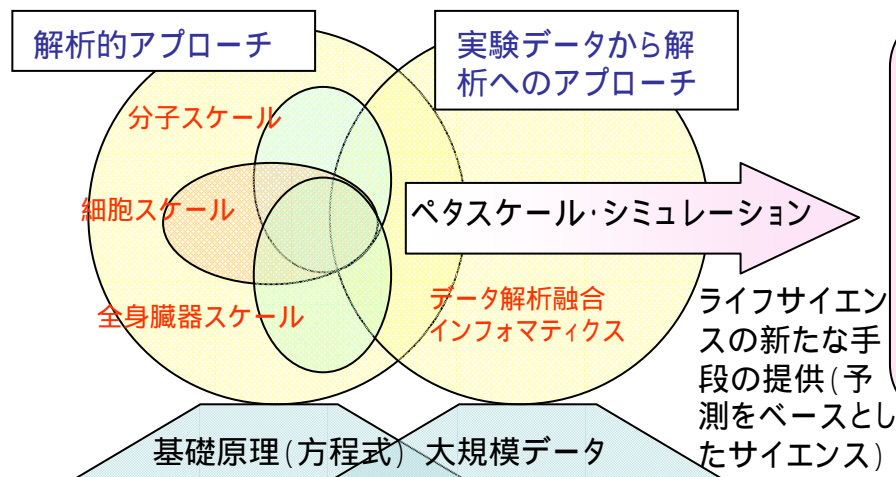 解析的アプローチ
実験データから解
析へのアプローチ
分子スケール
細胞スケール
ペタスケール・シミュレーション
全身臓器スケール
データ解析融合
インフォマティクス
ライフサイエン
スの新たな手
段の提供(予
測をベースとし
たサイエンス)
基礎原理(方程式)
大規模データ